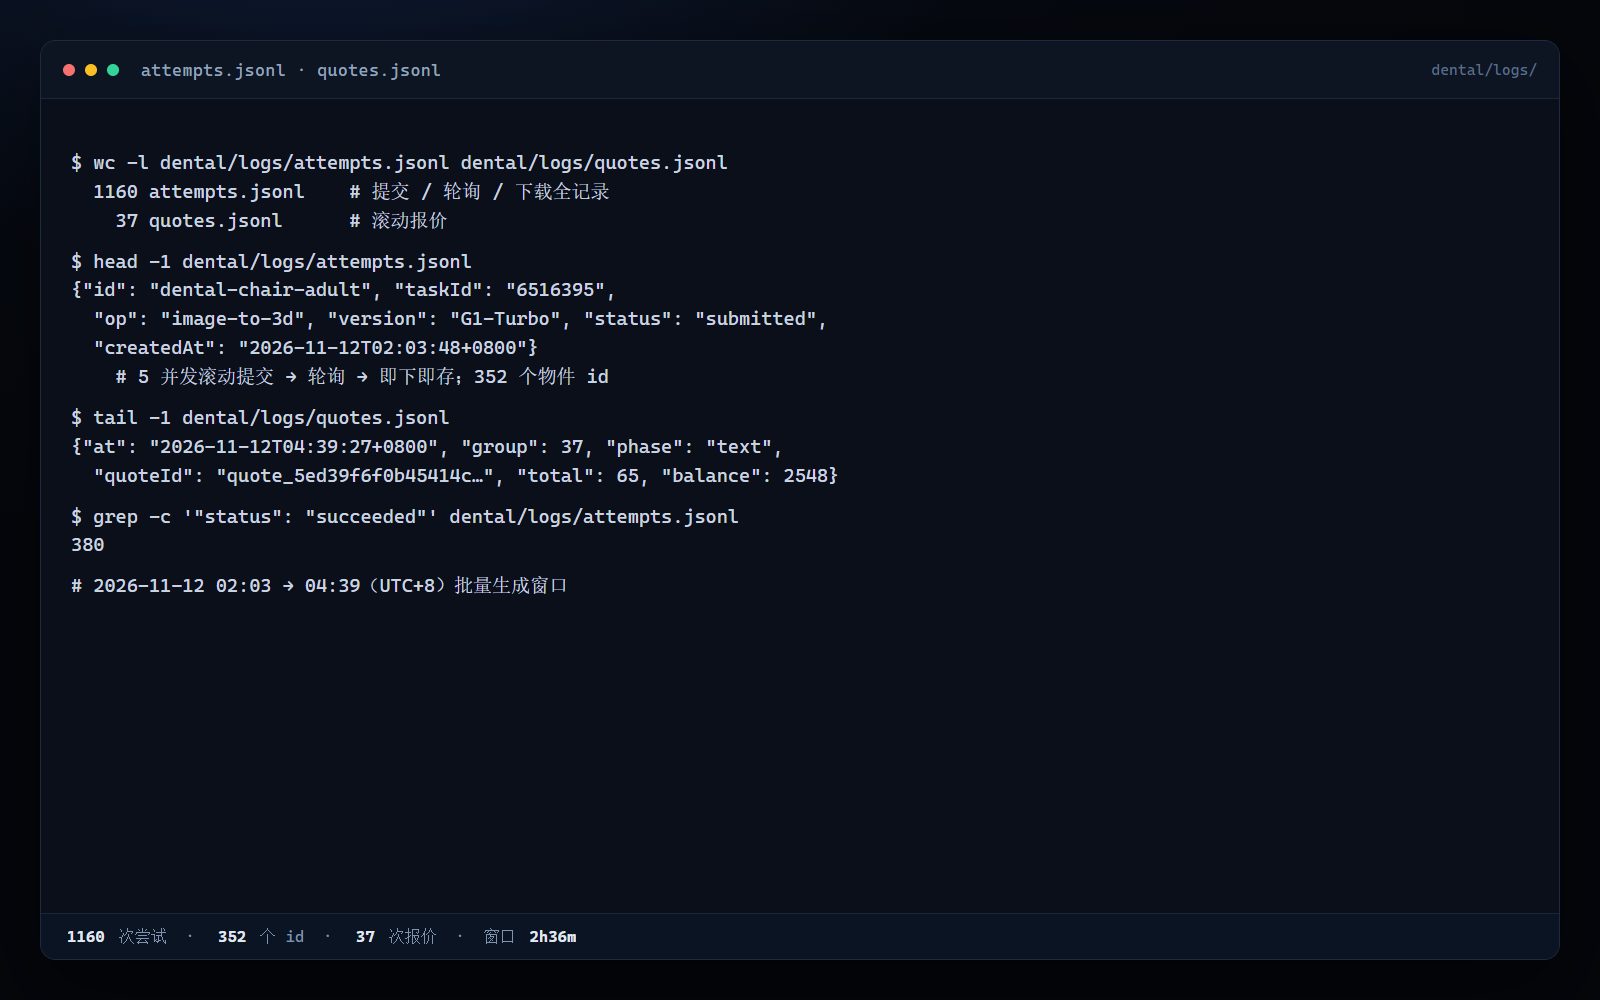 attempts.jsonl · quotes.jsonl
dental/logs/
$ wc -l dental/logs/attempts.jsonl dental/logs/quotes.jsonl
1160 attempts.jsonl    # 提交 / 轮询 / 下载全记录
37 quotes.jsonl      # 滚动报价
$ head -1 dental/logs/attempts.jsonl
{"id": "dental-chair-adult", "taskId": "6516395",
"op": "image-to-3d", "version": "G1-Turbo", "status": "submitted",
"createdAt": "2026-11-12T02:03:48+0800"}
# 5 并发滚动提交 → 轮询 → 即下即存；352 个物件 id
$ tail -1 dental/logs/quotes.jsonl
{"at": "2026-11-12T04:39:27+0800", "group": 37, "phase": "text",
"quoteId": "quote_5ed39f6f0b45414c…", "total": 65, "balance": 2548}
$ grep -c '"status": "succeeded"' dental/logs/attempts.jsonl
380
# 2026-11-12 02:03 → 04:39（UTC+8）批量生成窗口
1160 次尝试 · 352 个 id · 37 次报价 · 窗口 2h36m